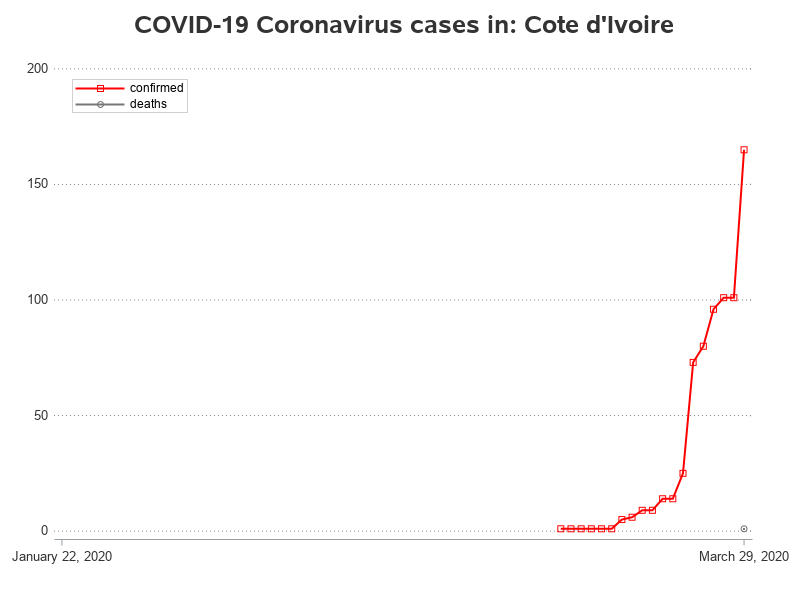 COVID-19 Coronavirus cases in: Cote d'Ivoire
200
confirmed
deaths
150
100
50
0
January 22, 2020
March 29, 2020